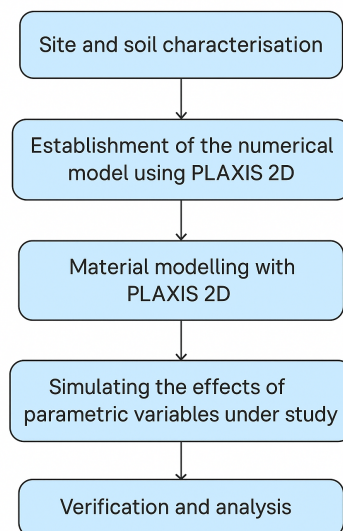 Site and soil characterisation
Establishment of the numerical
model using PLAXIS 2D
Material modelling with
PLAXIS 2D
Simulating the effects of
parametric variables under study
Verification and analysis